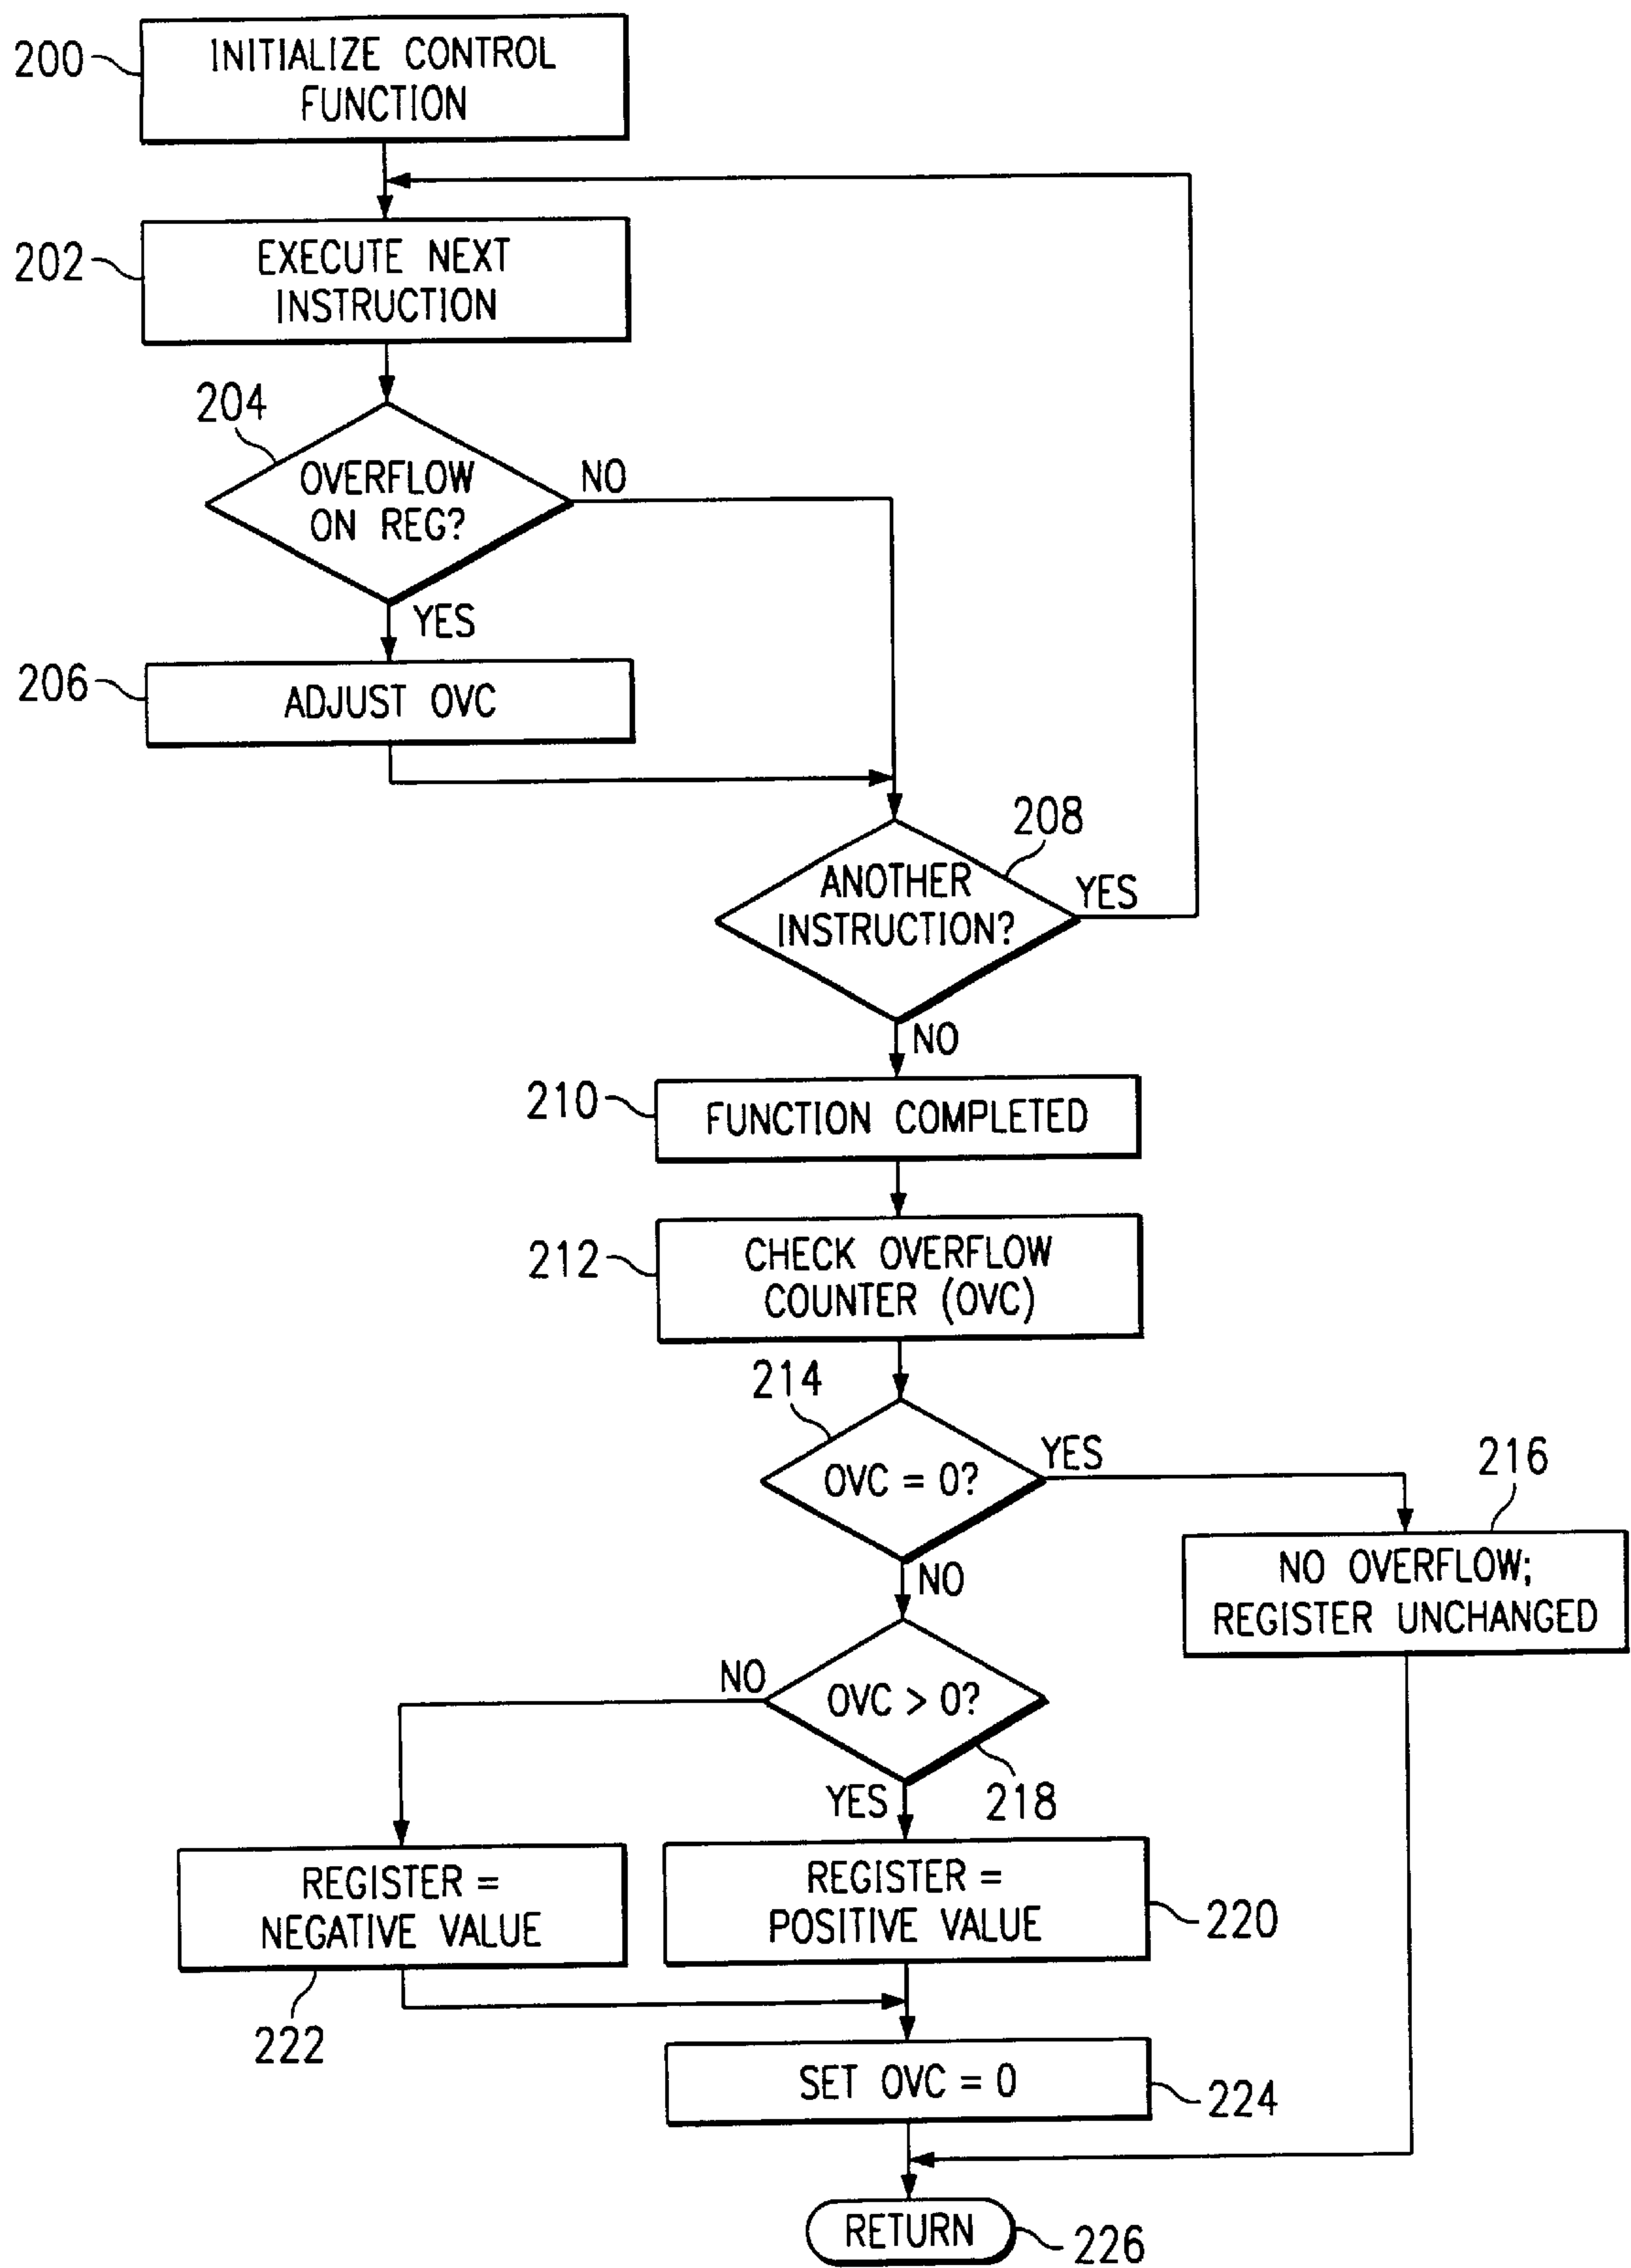 200
INITIALIZE CONTROL
FUNCTION
202
EXECUTE NEXT
INSTRUCTION
204
OVERFLOW
ON REG?
NO
YES
206
ADJUST OVC
208
ANOTHER
INSTRUCTION?
YES
NO
210
FUNCTION COMPLETED
212
CHECK OVERFLOW
COUNTER (OVC)
214
OVC = 0?
YES
NO
216
NO OVERFLOW;
REGISTER UNCHANGED
NO
OVC > 0?
YES
218
REGISTER =
NEGATIVE VALUE
222
REGISTER =
POSITIVE VALUE
220
SET OVC = 0
224
RETURN
226